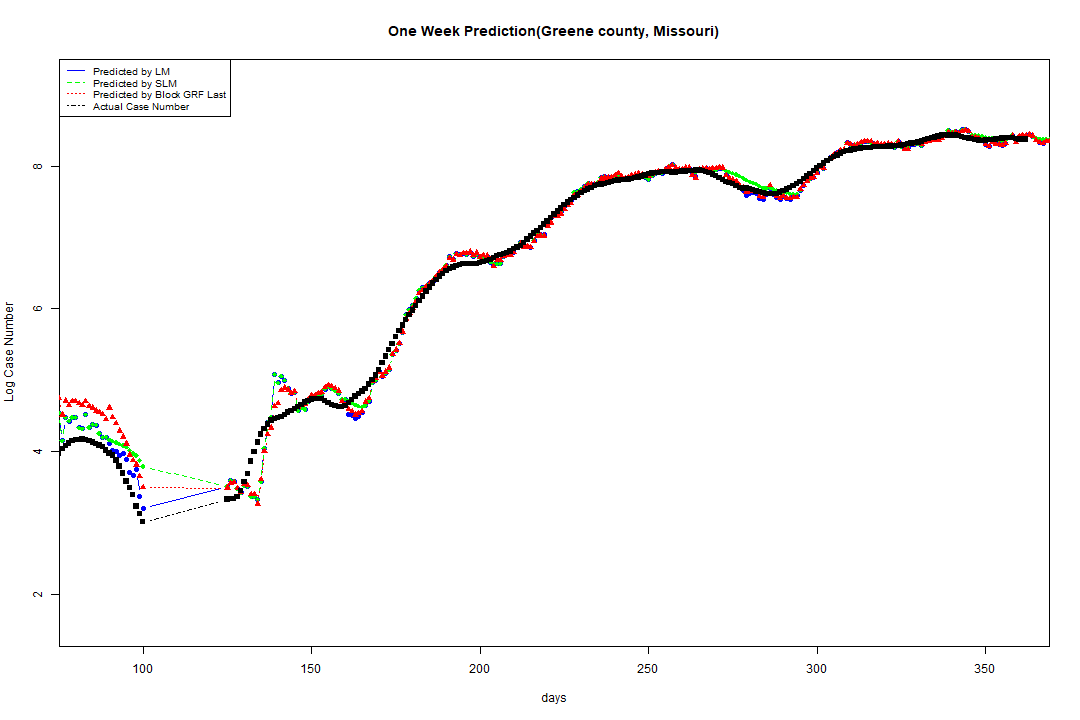 One Week Prediction(Greene county, Missouri)
Predicted by LM
Predicted by SLM
Predicted by Block GRF Last
Actual Case Number
8
6
4
2
Log Case Number
100 150 200 250 300 350
days